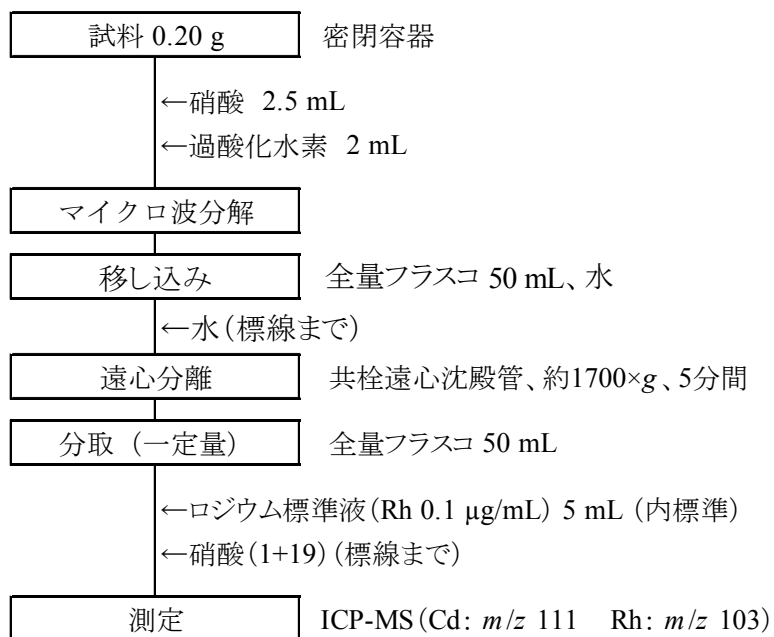 試料 0.20 g 密閉容器
←硝酸 2.5 mL
←過酸化水素 2 mL
マイクロ波分解
移し込み 全量フラスコ 50 mL、水
←水(標線まで)
遠心分離 共栓遠心沈殿管、約1700×g、5分間
分取 (一定量) 全量フラスコ 50 mL
←ロジウム標準液(Rh 0.1 µg/mL) 5 mL (内標準)
←硝酸(1+19)(標線まで)
測定 ICP-MS(Cd: m/z 111 Rh: m/z 103)